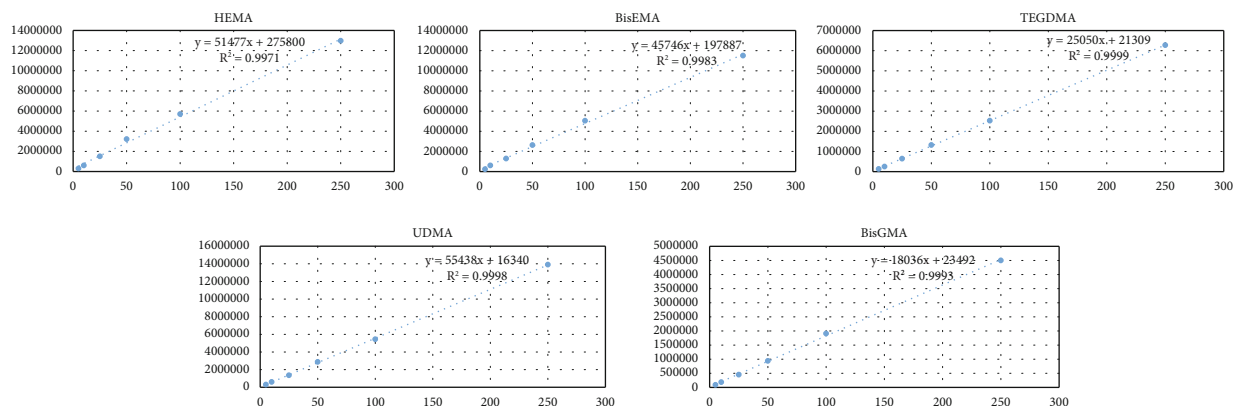 HEMA
14000000
12000000
10000000
8000000
6000000
4000000
2000000
0
0 50 100 150 200 250 300
y = 51477x + 275800
R² = 0.9971
BisEMA
14000000
12000000
10000000
8000000
6000000
4000000
2000000
0
0 50 100 150 200 250 300
y = 45746x + 197887
R² = 0.9983
TEGDMA
7000000
6000000
5000000
4000000
3000000
2000000
1000000
0
0 50 100 150 200 250 300
y = 25050x + 21309
R² = 0.9999
UDMA
16000000
14000000
12000000
10000000
8000000
6000000
4000000
2000000
0
0 50 100 150 200 250 300
y = 55438x + 16340
R² = 0.9998
BisGMA
5000000
4500000
4000000
3500000
3000000
2500000
2000000
1500000
1000000
500000
0
0 50 100 150 200 250 300
y = 18036x + 23492
R² = 0.9993